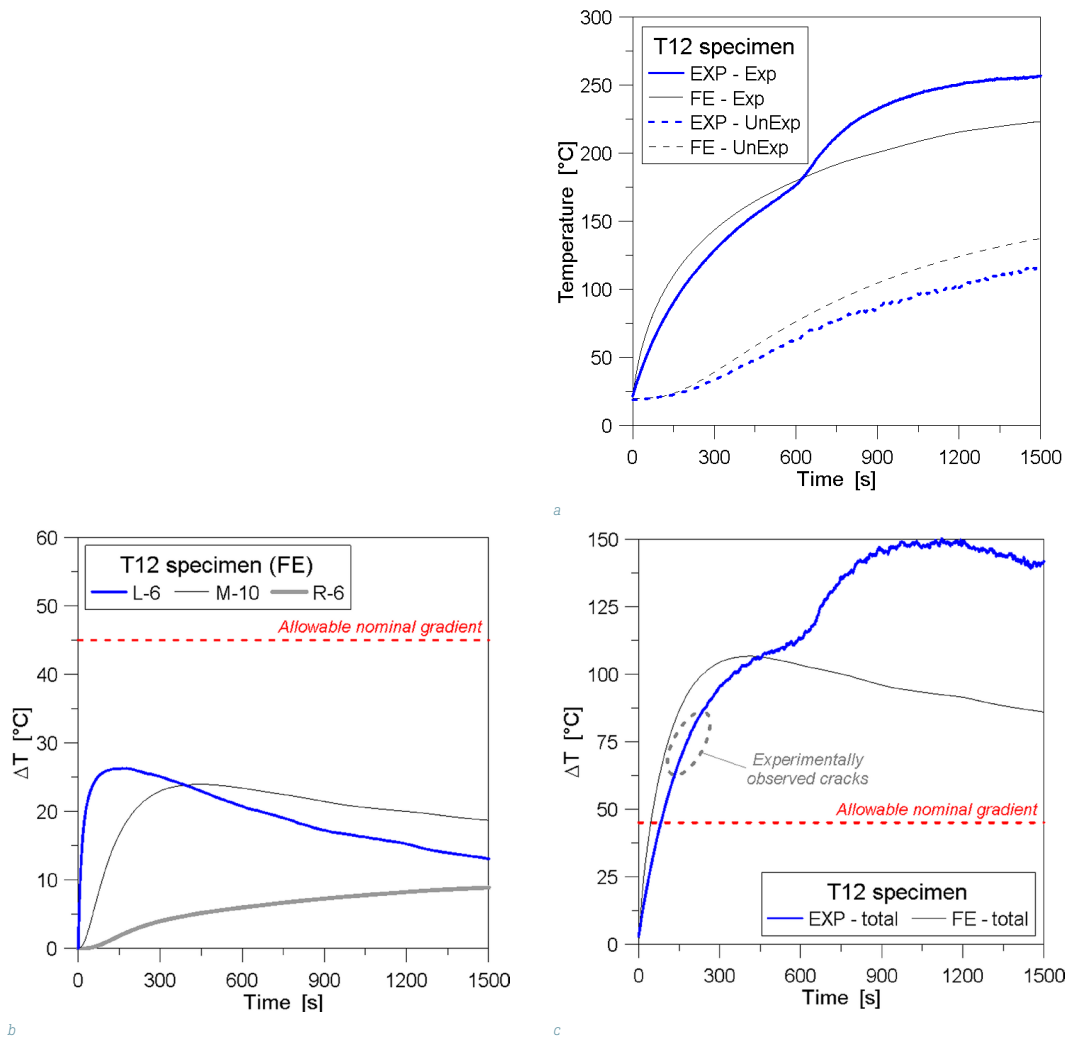 300
250
200
150
100
50
0
Temperature [°C]
T12 specimen
EXP - Exp
FE - Exp
EXP - UnExp
FE - UnExp
0 300 600 900 1200 1500
Time [s]
a
60
50
40
30
20
10
0
ΔT [°C]
T12 specimen (FE)
L-6 M-10 R-6
Allowable nominal gradient
0 300 600 900 1200 1500
Time [s]
b
150
125
100
75
50
25
0
ΔT [°C]
Experimentally
observed cracks
Allowable nominal gradient
T12 specimen
EXP - total FE - total
0 300 600 900 1200 1500
Time [s]
c